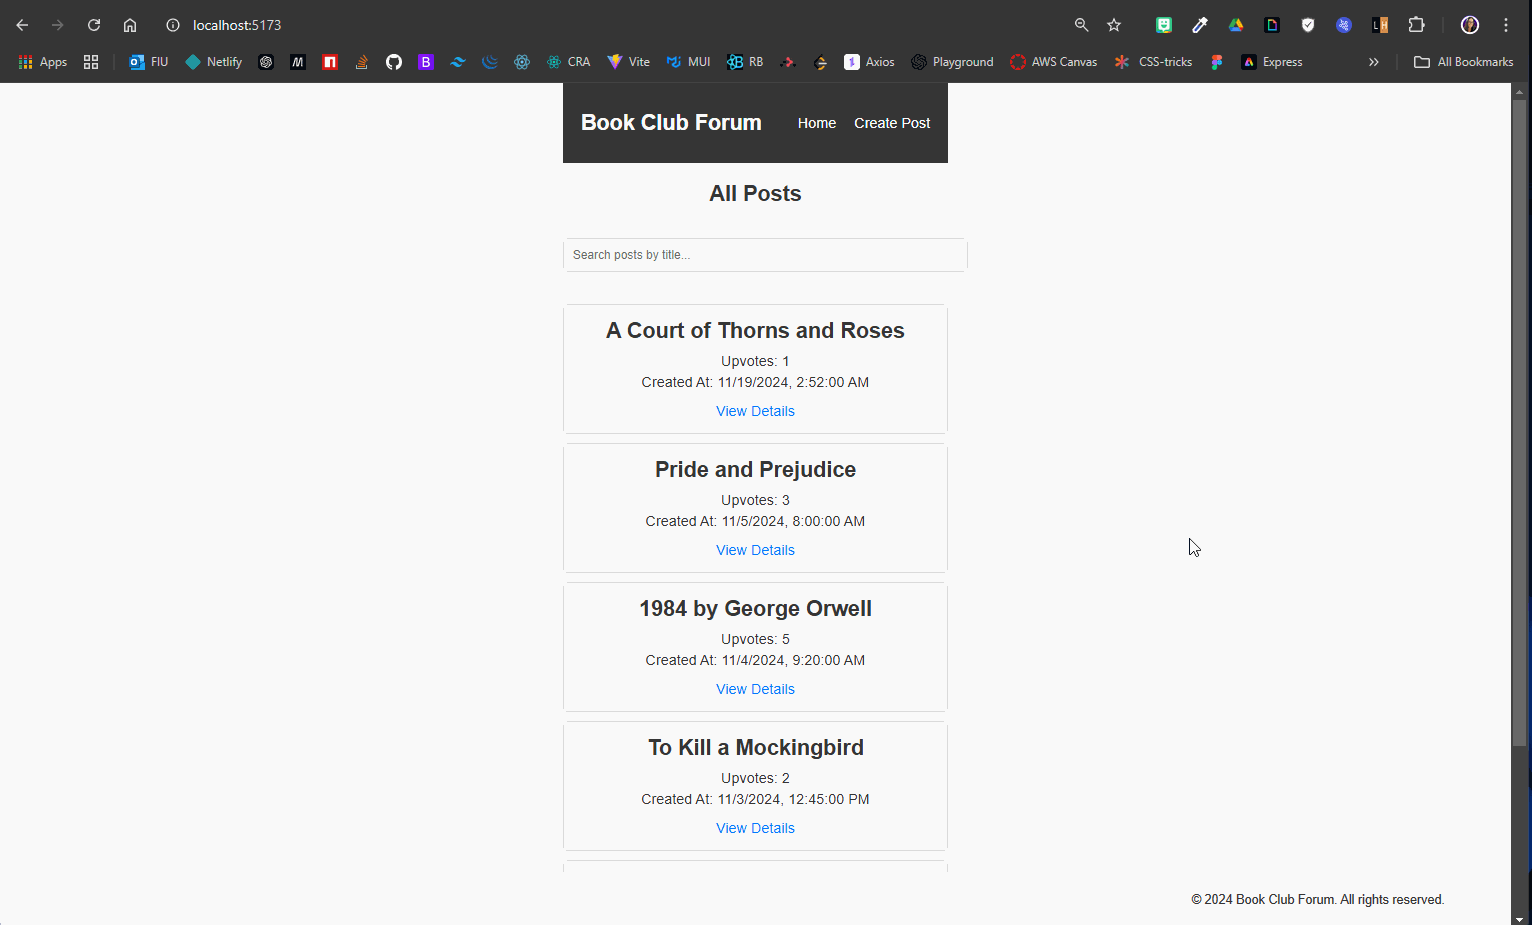 localhost:5173
Apps FIU Netlify CRA Vite MUI RB Axios Playground AWS Canvas CSS-tricks Express » All Bookmarks
Book Club Forum Home Create Post
All Posts
Search posts by title...
A Court of Thorns and Roses
Upvotes: 1
Created At: 11/19/2024, 2:52:00 AM
View Details
Pride and Prejudice
Upvotes: 3
Created At: 11/5/2024, 8:00:00 AM
View Details
1984 by George Orwell
Upvotes: 5
Created At: 11/4/2024, 9:20:00 AM
View Details
To Kill a Mockingbird
Upvotes: 2
Created At: 11/3/2024, 12:45:00 PM
View Details
© 2024 Book Club Forum. All rights reserved.